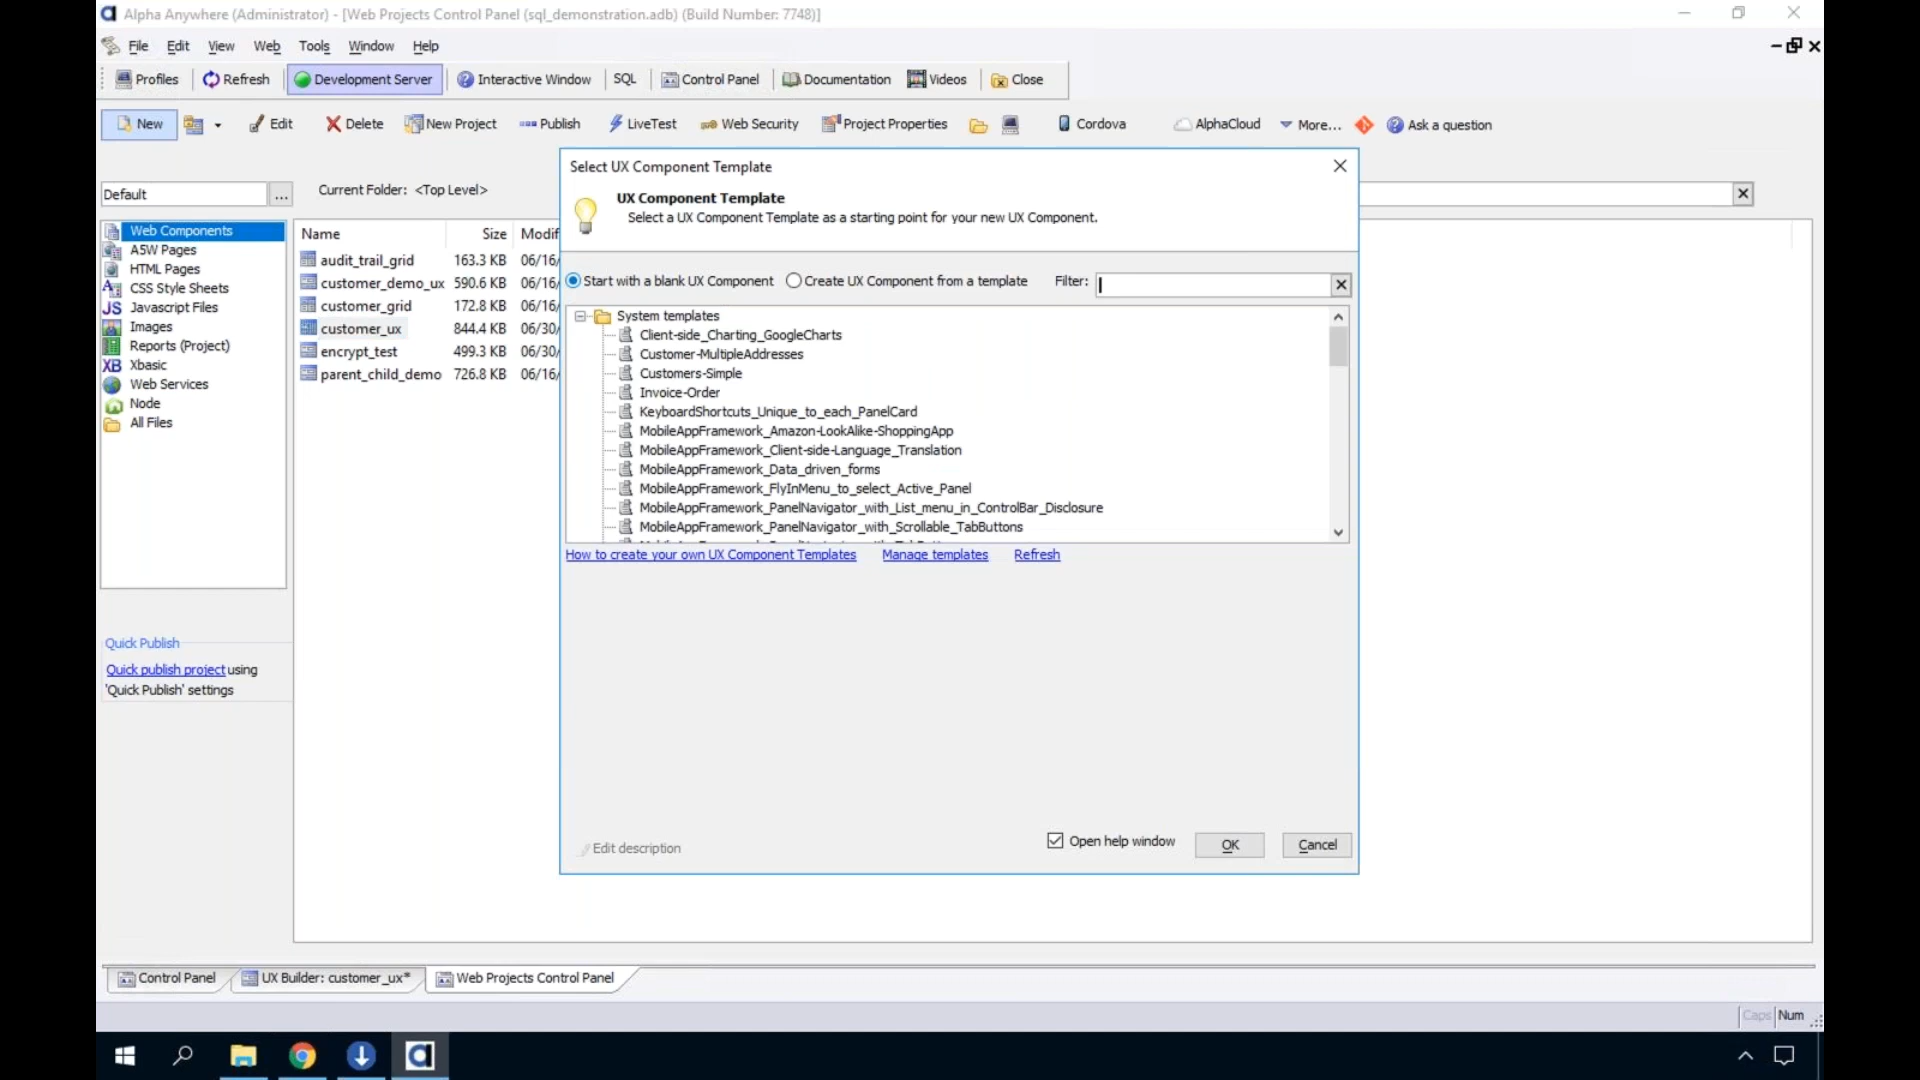 Alpha Anywhere (Administrator) - [Web Projects Control Panel (sql_demonstration.adb) (Build Number: 7748)]
File Edit View Web Tools Window Help
Profiles Refresh Development Server Interactive Window SQL Control Panel Documentation Videos Close
New Edit Delete New Project Publish LiveTest Web Security Project Properties Cordova AlphaCloud More... Ask a question
Default ... Current Folder: <Top Level>
Web Components
A5W Pages
HTML Pages
CSS Style Sheets
Javascript Files
Images
Reports (Project)
Xbasic
Web Services
Node
All Files
Quick Publish
Quick publish project using
'Quick Publish' settings
Name Size Modif
audit_trail_grid 163.3 KB 06/16/
customer_demo_ux 590.6 KB 06/16/
customer_grid 172.8 KB 06/16/
customer_ux 844.4 KB 06/30/
encrypt_test 499.3 KB 06/30/
parent_child_demo 726.8 KB 06/16/
Select UX Component Template
UX Component Template
Select a UX Component Template as a starting point for your new UX Component.
Start with a blank UX Component Create UX Component from a template Filter:
System templates
Client-side_Charting_GoogleCharts
Customer-MultipleAddresses
Customers-Simple
Invoice-Order
KeyboardShortcuts_Unique_to_each_PanelCard
MobileAppFramework_Amazon-LookAlike-ShoppingApp
MobileAppFramework_Client-side-Language_Translation
MobileAppFramework_Data_driven_forms
MobileAppFramework_FlyInMenu_to_select_Active_Panel
MobileAppFramework_PanelNavigator_with_List_menu_in_ControlBar_Disclosure
MobileAppFramework_PanelNavigator_with_Scrollable_TabButtons
How to create your own UX Component Templates Manage templates Refresh
Edit description Open help window OK Cancel
Control Panel UX Builder: customer_ux* Web Projects Control Panel
Caps Num